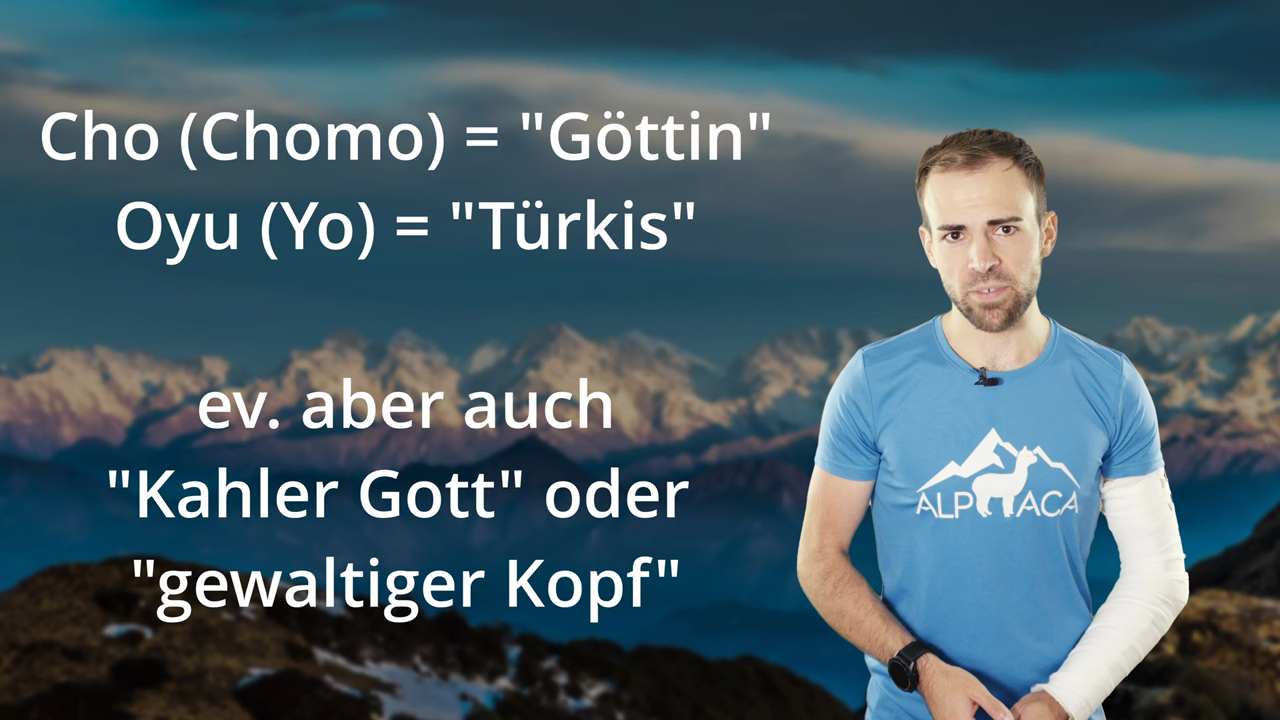 Cho (Chomo) = "Göttin"
Oyu (Yo) = "Türkis"
ev. aber auch
"Kahler Gott" oder
"gewaltiger Kopf"
ALPACA